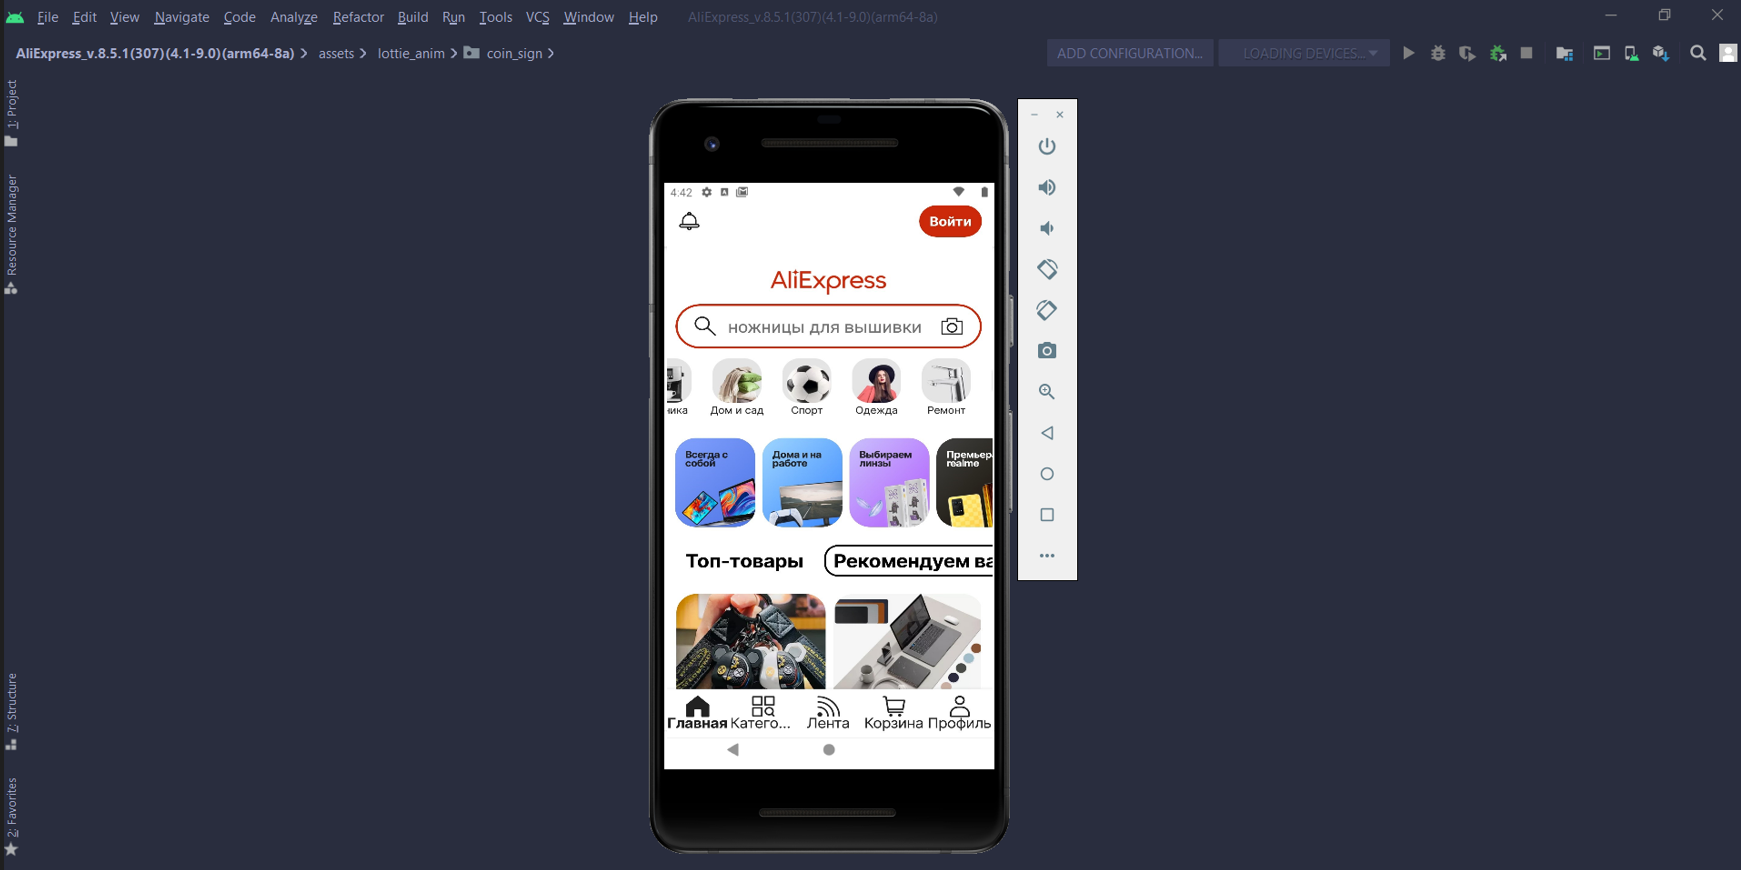 File Edit View Navigate Code Analyze Refactor Build Run Tools VCS Window Help AliExpress_v.8.5.1(307)(4.1-9.0)(arm64-8a)
AliExpress_v.8.5.1(307)(4.1-9.0)(arm64-8a) assets lottie_anim coin_sign ADD CONFIGURATION... LOADING DEVICES...
1: Project
Resource Manager
7: Structure
2: Favorites
4:42
Войти
AliExpress
ножницы для вышивки
ника Дом и сад Спорт Одежда Ремонт
Всегда с собой
Дома и на работе
Выбираем линзы
Премьера realme
Топ-товары Рекомендуем ва
Главная Катего... Лента Корзина Профиль